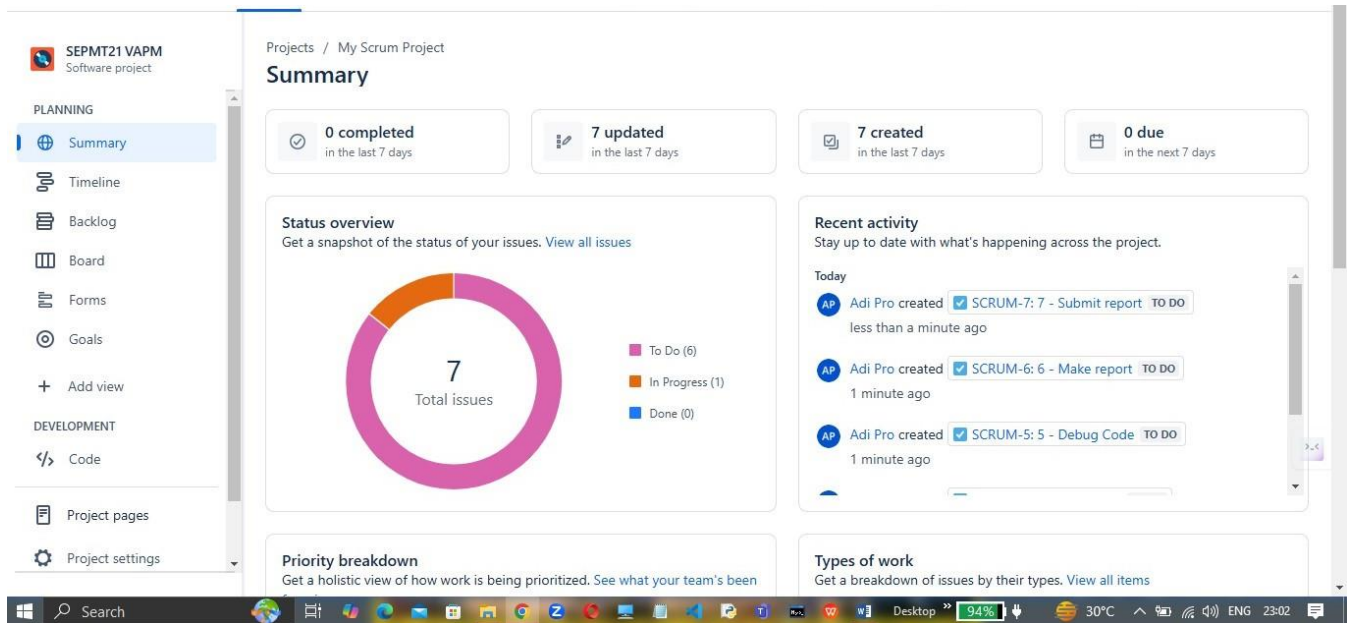 SEPMT21 VAPM
Software project
PLANNING
Summary
Timeline
Backlog
Board
Forms
Goals
Add view
DEVELOPMENT
Code
Project pages
Project settings
Projects / My Scrum Project
Summary
0 completed
in the last 7 days
7 updated
in the last 7 days
7 created
in the last 7 days
0 due
in the next 7 days
Status overview
Get a snapshot of the status of your issues. View all issues
7
Total issues
To Do (6)
In Progress (1)
Done (0)
Recent activity
Stay up to date with what's happening across the project.
Today
AP Adi Pro created SCRUM-7: 7 - Submit report TO DO
less than a minute ago
AP Adi Pro created SCRUM-6: 6 - Make report TO DO
1 minute ago
AP Adi Pro created SCRUM-5: 5 - Debug Code TO DO
1 minute ago
Priority breakdown
Get a holistic view of how work is being prioritized. See what your team's been
Types of work
Get a breakdown of issues by their types. View all items
Search
Desktop » 94% 30°C ENG 23:02